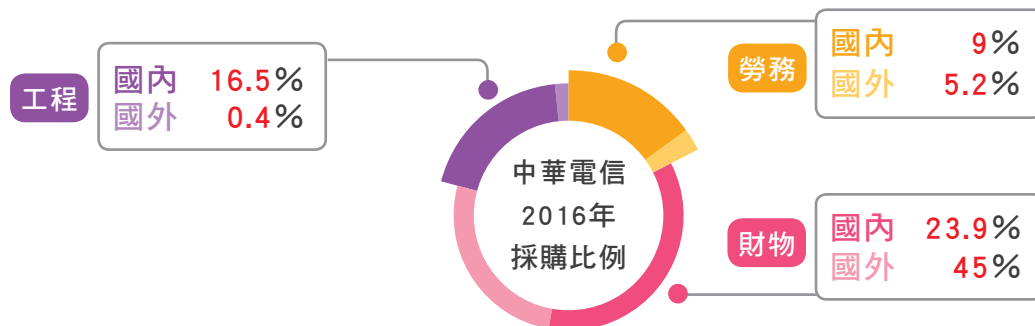 工程
國內 16.5%
國外 0.4%
勞務
國內 9%
國外 5.2%
中華電信
2016年
採購比例
財物
國內 23.9%
國外 45%